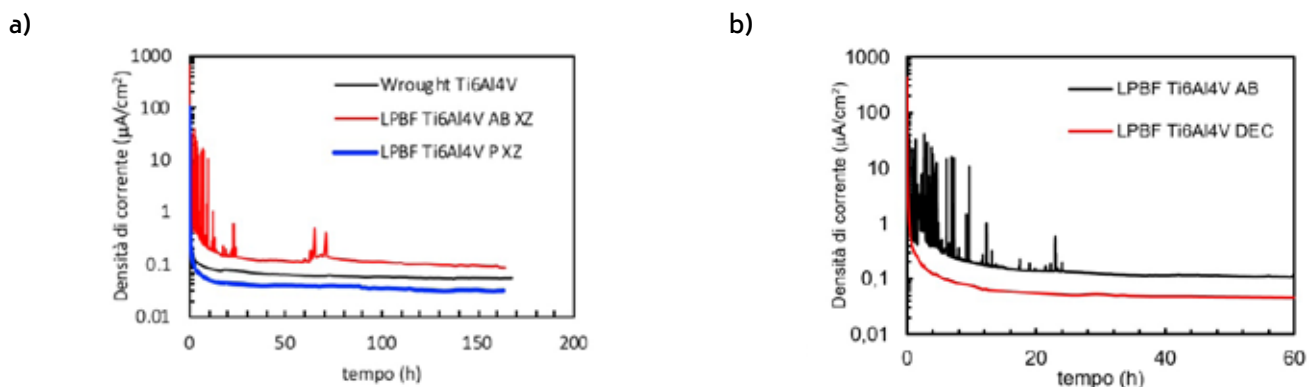 a)
1000
100
10
1
0.1
0.01
Densità di corrente (µA/cm²)
Wrought Ti6Al4V
LPBF Ti6Al4V AB XZ
LPBF Ti6Al4V P XZ
0 50 100 150 200
tempo (h)
b)
1000
100
10
1
0,1
0,01
Densità di corrente (µA/cm²)
LPBF Ti6Al4V AB
LPBF Ti6Al4V DEC
0 20 40 60
tempo (h)